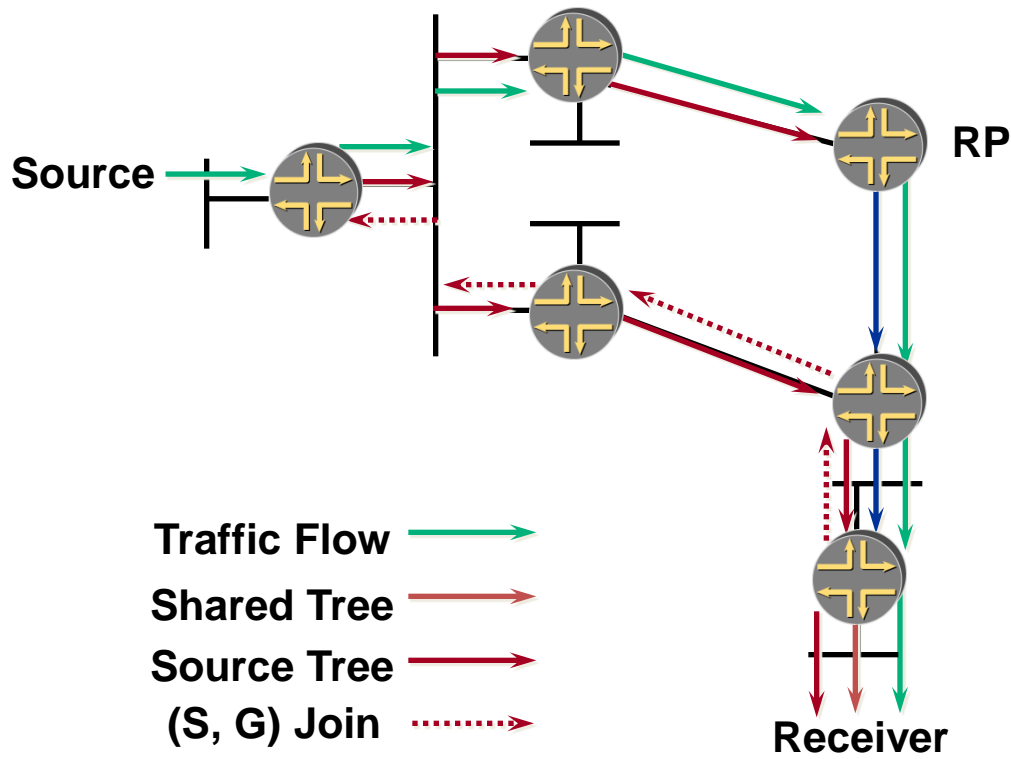 RP
Source
Traffic Flow
Shared Tree
Source Tree
(S, G) Join
Receiver